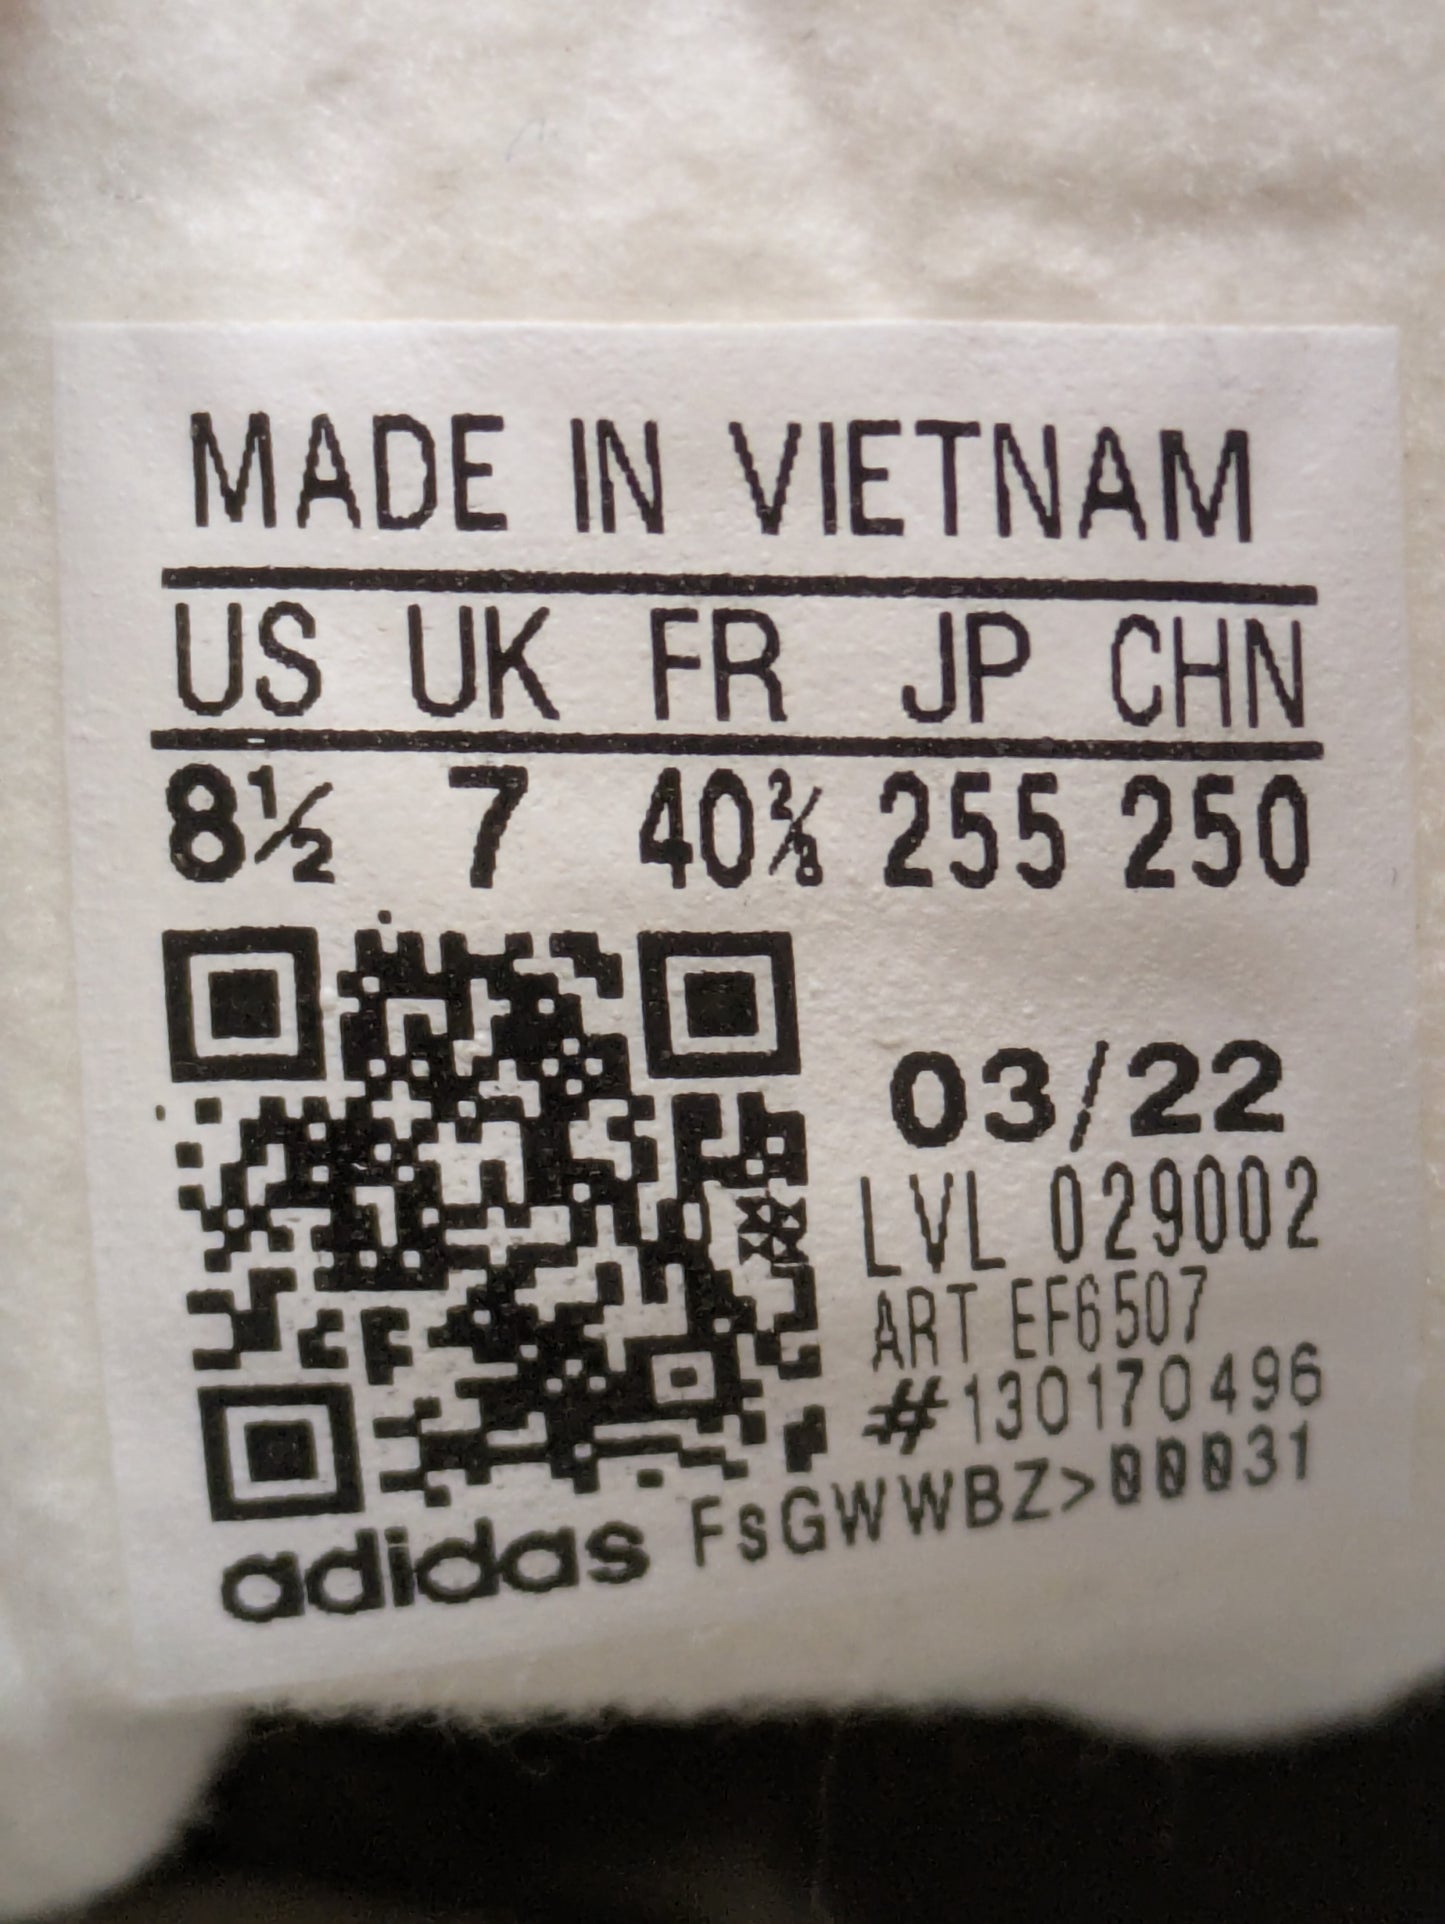 MADE IN VIETNAM
US UK FR JP CHN
8½ 7 40⅔ 255 250
03/22
LVL 029002
ART EF6507
#130170496
FsGWWBZ>00031
adidas